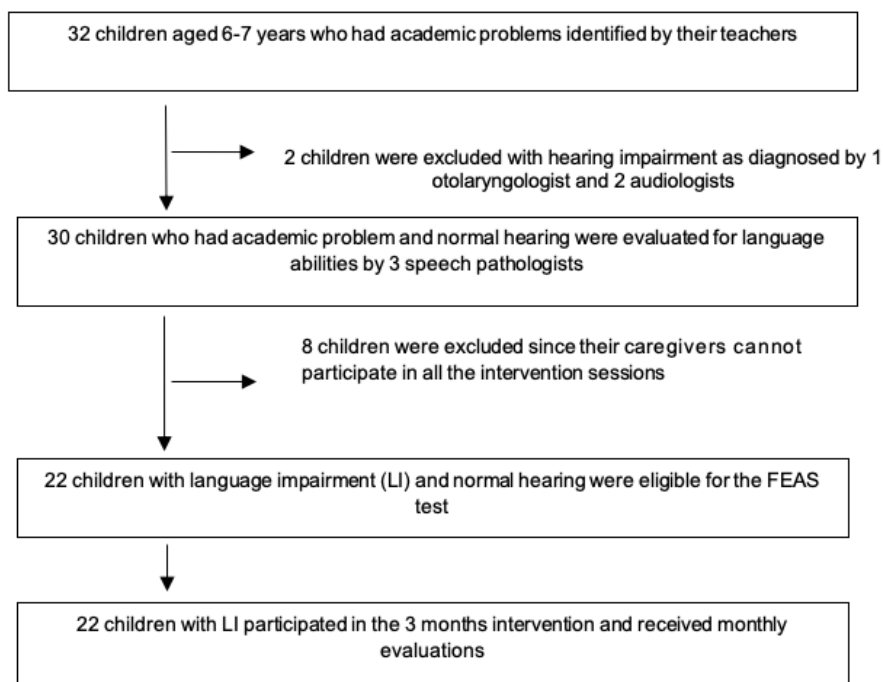 32 children aged 6-7 years who had academic problems identified by their teachers
2 children were excluded with hearing impairment as diagnosed by 1
otolaryngologist and 2 audiologists
30 children who had academic problem and normal hearing were evaluated for language
abilities by 3 speech pathologists
8 children were excluded since their caregivers cannot
participate in all the intervention sessions
22 children with language impairment (LI) and normal hearing were eligible for the FEAS
test
22 children with LI participated in the 3 months intervention and received monthly
evaluations